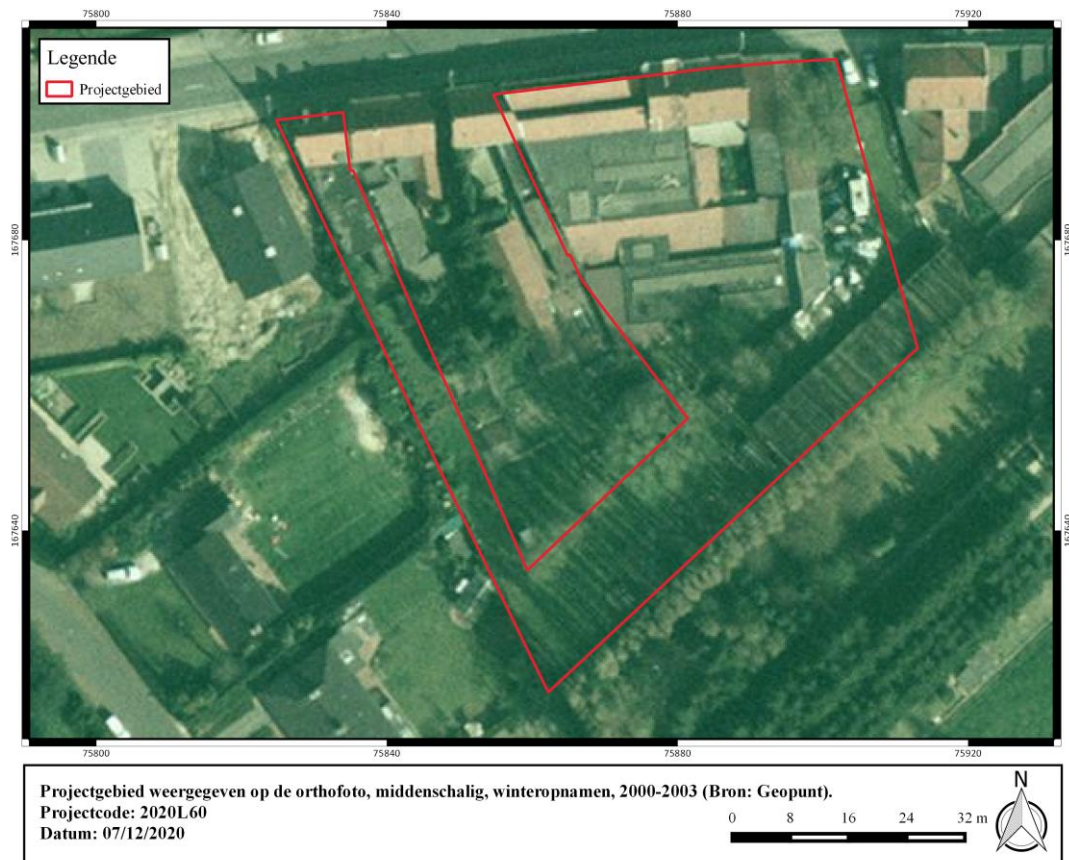 75800 75840 75880 75920
Legende
Projectgebied
167680 167680
167640 167640
75800 75840 75880 75920
Projectgebied weergegeven op de orthofoto, middenschalig, winteropnamen, 2000-2003 (Bron: Geopunt).
Projectcode: 2020L60
Datum: 07/12/2020
0 8 16 24 32 m
N